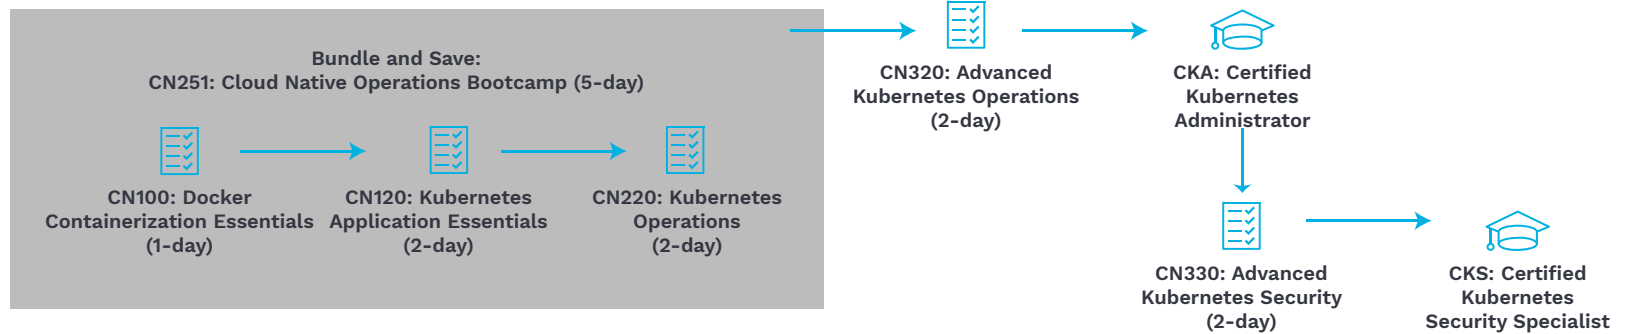 Bundle and Save:
CN251: Cloud Native Operations Bootcamp (5-day)
CN100: Docker
Containerization Essentials
(1-day)
CN120: Kubernetes
Application Essentials
(2-day)
CN220: Kubernetes
Operations
(2-day)
CN320: Advanced
Kubernetes Operations
(2-day)
CKA: Certified
Kubernetes
Administrator
CN330: Advanced
Kubernetes Security
(2-day)
CKS: Certified
Kubernetes
Security Specialist